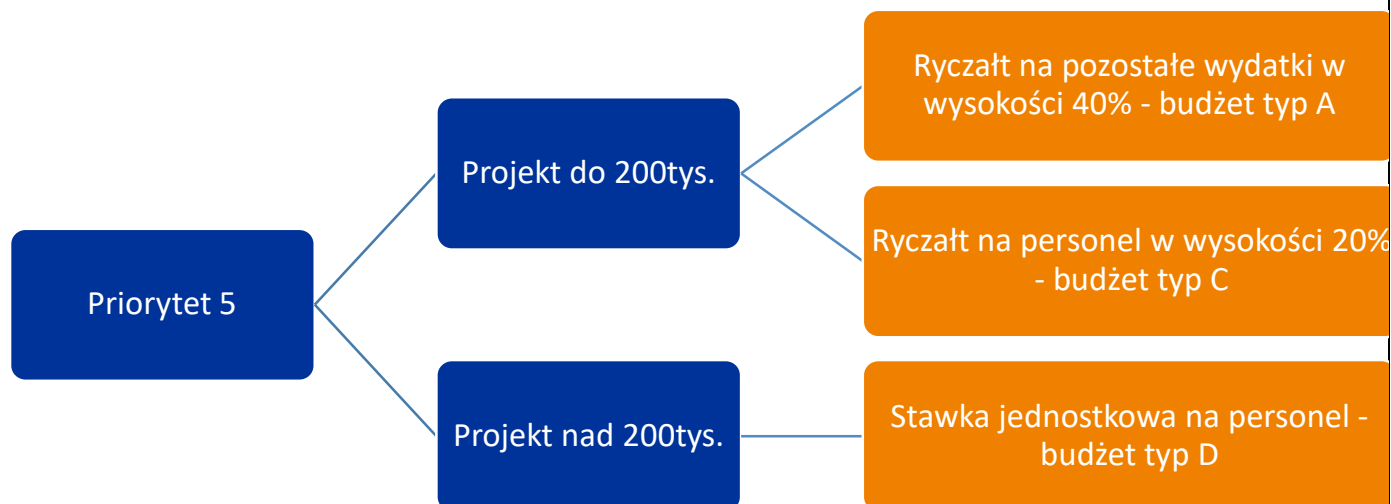 Priorytet 5
Projekt do 200tys.
Ryczałt na pozostałe wydatki w
wysokości 40% - budżet typ A
Ryczałt na personel w wysokości 20%
- budżet typ C
Projekt nad 200tys.
Stawka jednostkowa na personel -
budżet typ D